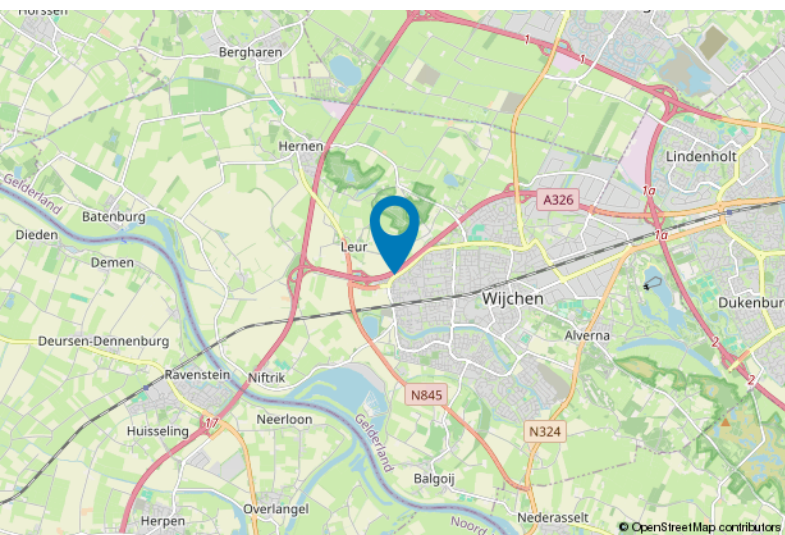 Horssen
Bergharen
1
1
Hernen
Lindenholt
1a
A326
Gelderland
Batenburg
Dieden
Leur
1a
Demen
Wijchen
Dukenburg
Deursen-Dennenburg
Alverna
2
Ravenstein
Niftrik
2
N845
Neerloon
17
Gelderland
Huisseling
N324
Balgoij
Overlangel
Herpen
Noord
Nederasselt
© OpenStreetMap contributors